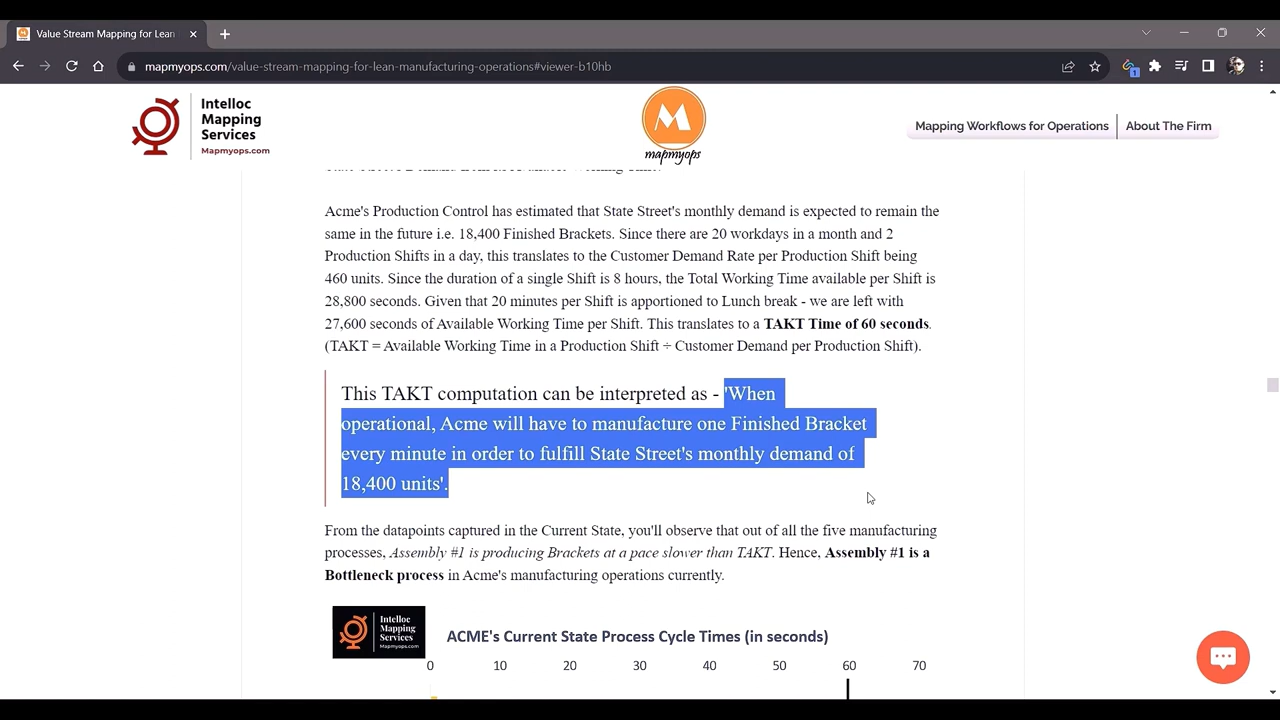 Value Stream Mapping for Lean
mapmyops.com/value-stream-mapping-for-lean-manufacturing-operations#viewer-b10hb
1
Intelloc
Mapping
Services
Mapmyops.com
M
mapmyops
Mapping Workflows for Operations
About The Firm
Acme's Production Control has estimated that State Street's monthly demand is expected to remain the
same in the future i.e. 18,400 Finished Brackets. Since there are 20 workdays in a month and 2
Production Shifts in a day, this translates to the Customer Demand Rate per Production Shift being
460 units. Since the duration of a single Shift is 8 hours, the Total Working Time available per Shift is
28,800 seconds. Given that 20 minutes per Shift is apportioned to Lunch break - we are left with
27,600 seconds of Available Working Time per Shift. This translates to a TAKT Time of 60 seconds.
(TAKT = Available Working Time in a Production Shift ÷ Customer Demand per Production Shift).
This TAKT computation can be interpreted as - 'When
operational, Acme will have to manufacture one Finished Bracket
every minute in order to fulfill State Street's monthly demand of
18,400 units'.
From the datapoints captured in the Current State, you'll observe that out of all the five manufacturing
processes, Assembly #1 is producing Brackets at a pace slower than TAKT. Hence, Assembly #1 is a
Bottleneck process in Acme's manufacturing operations currently.
Intelloc
Mapping
Services
Mapmyops.com
ACME's Current State Process Cycle Times (in seconds)
0 10 20 30 40 50 60 70